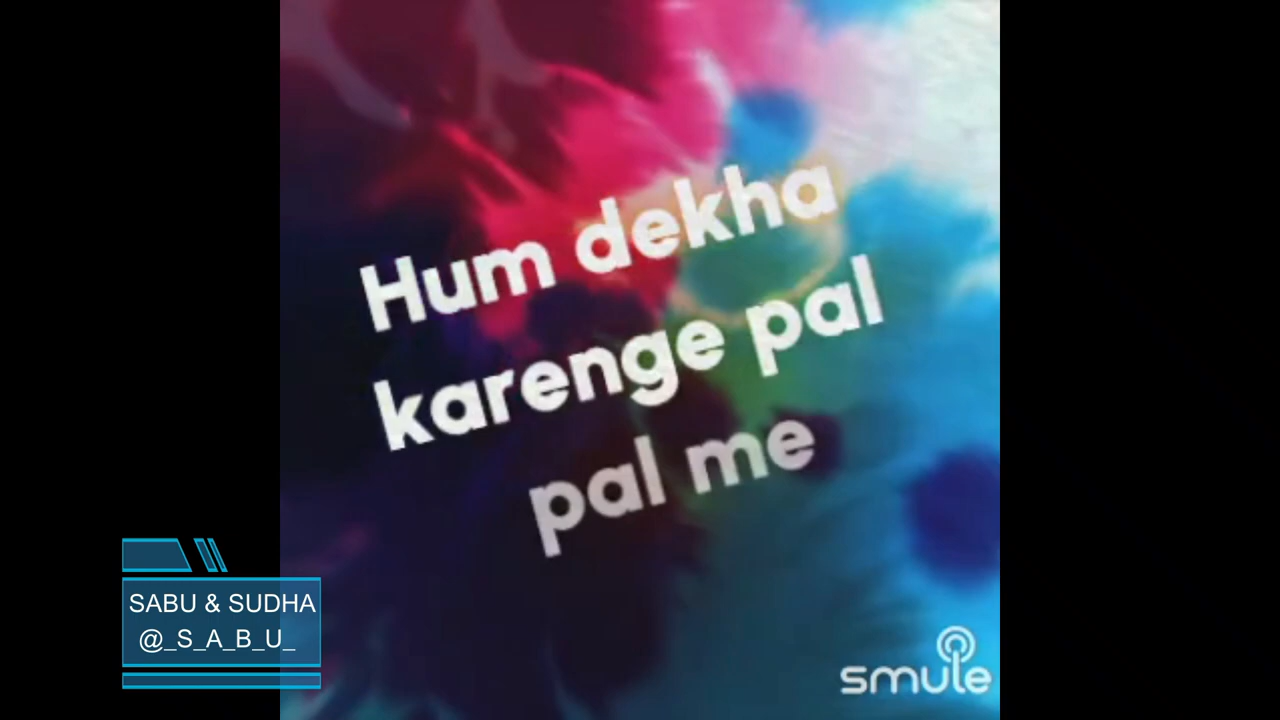 Hum dekha
karenge pal
pal me
SABU & SUDHA
@_S_A_B_U_
smule